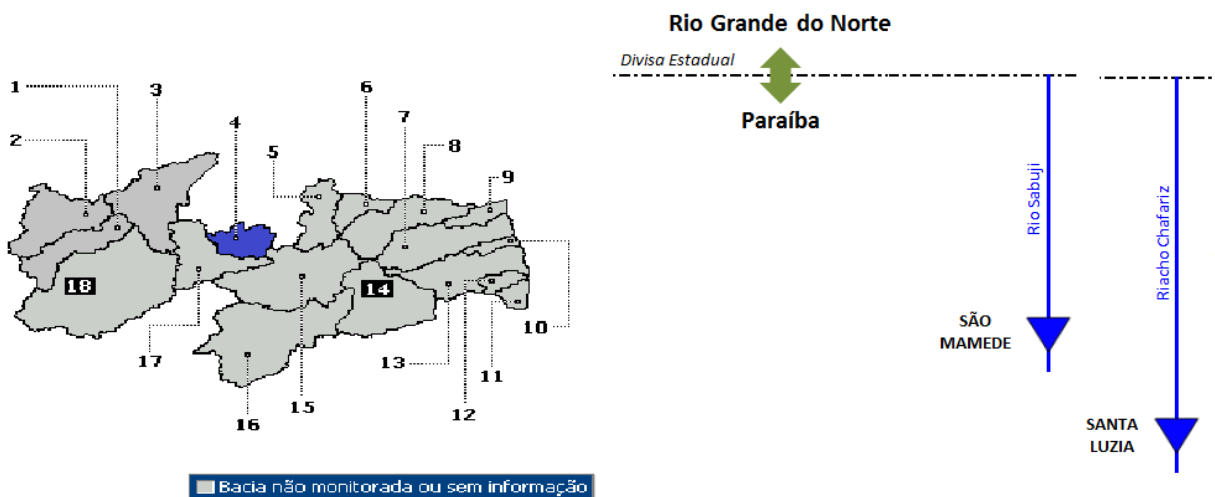 1
2
3
4
5
6
7
8
9
10
11
12
13
14
15
16
17
18
Bacia não monitorada ou sem informação
Rio Grande do Norte
Divisa Estadual
Paraíba
Rio Sabuji
Riacho Chafariz
SÃO
MAMEDE
SANTA
LUZIA